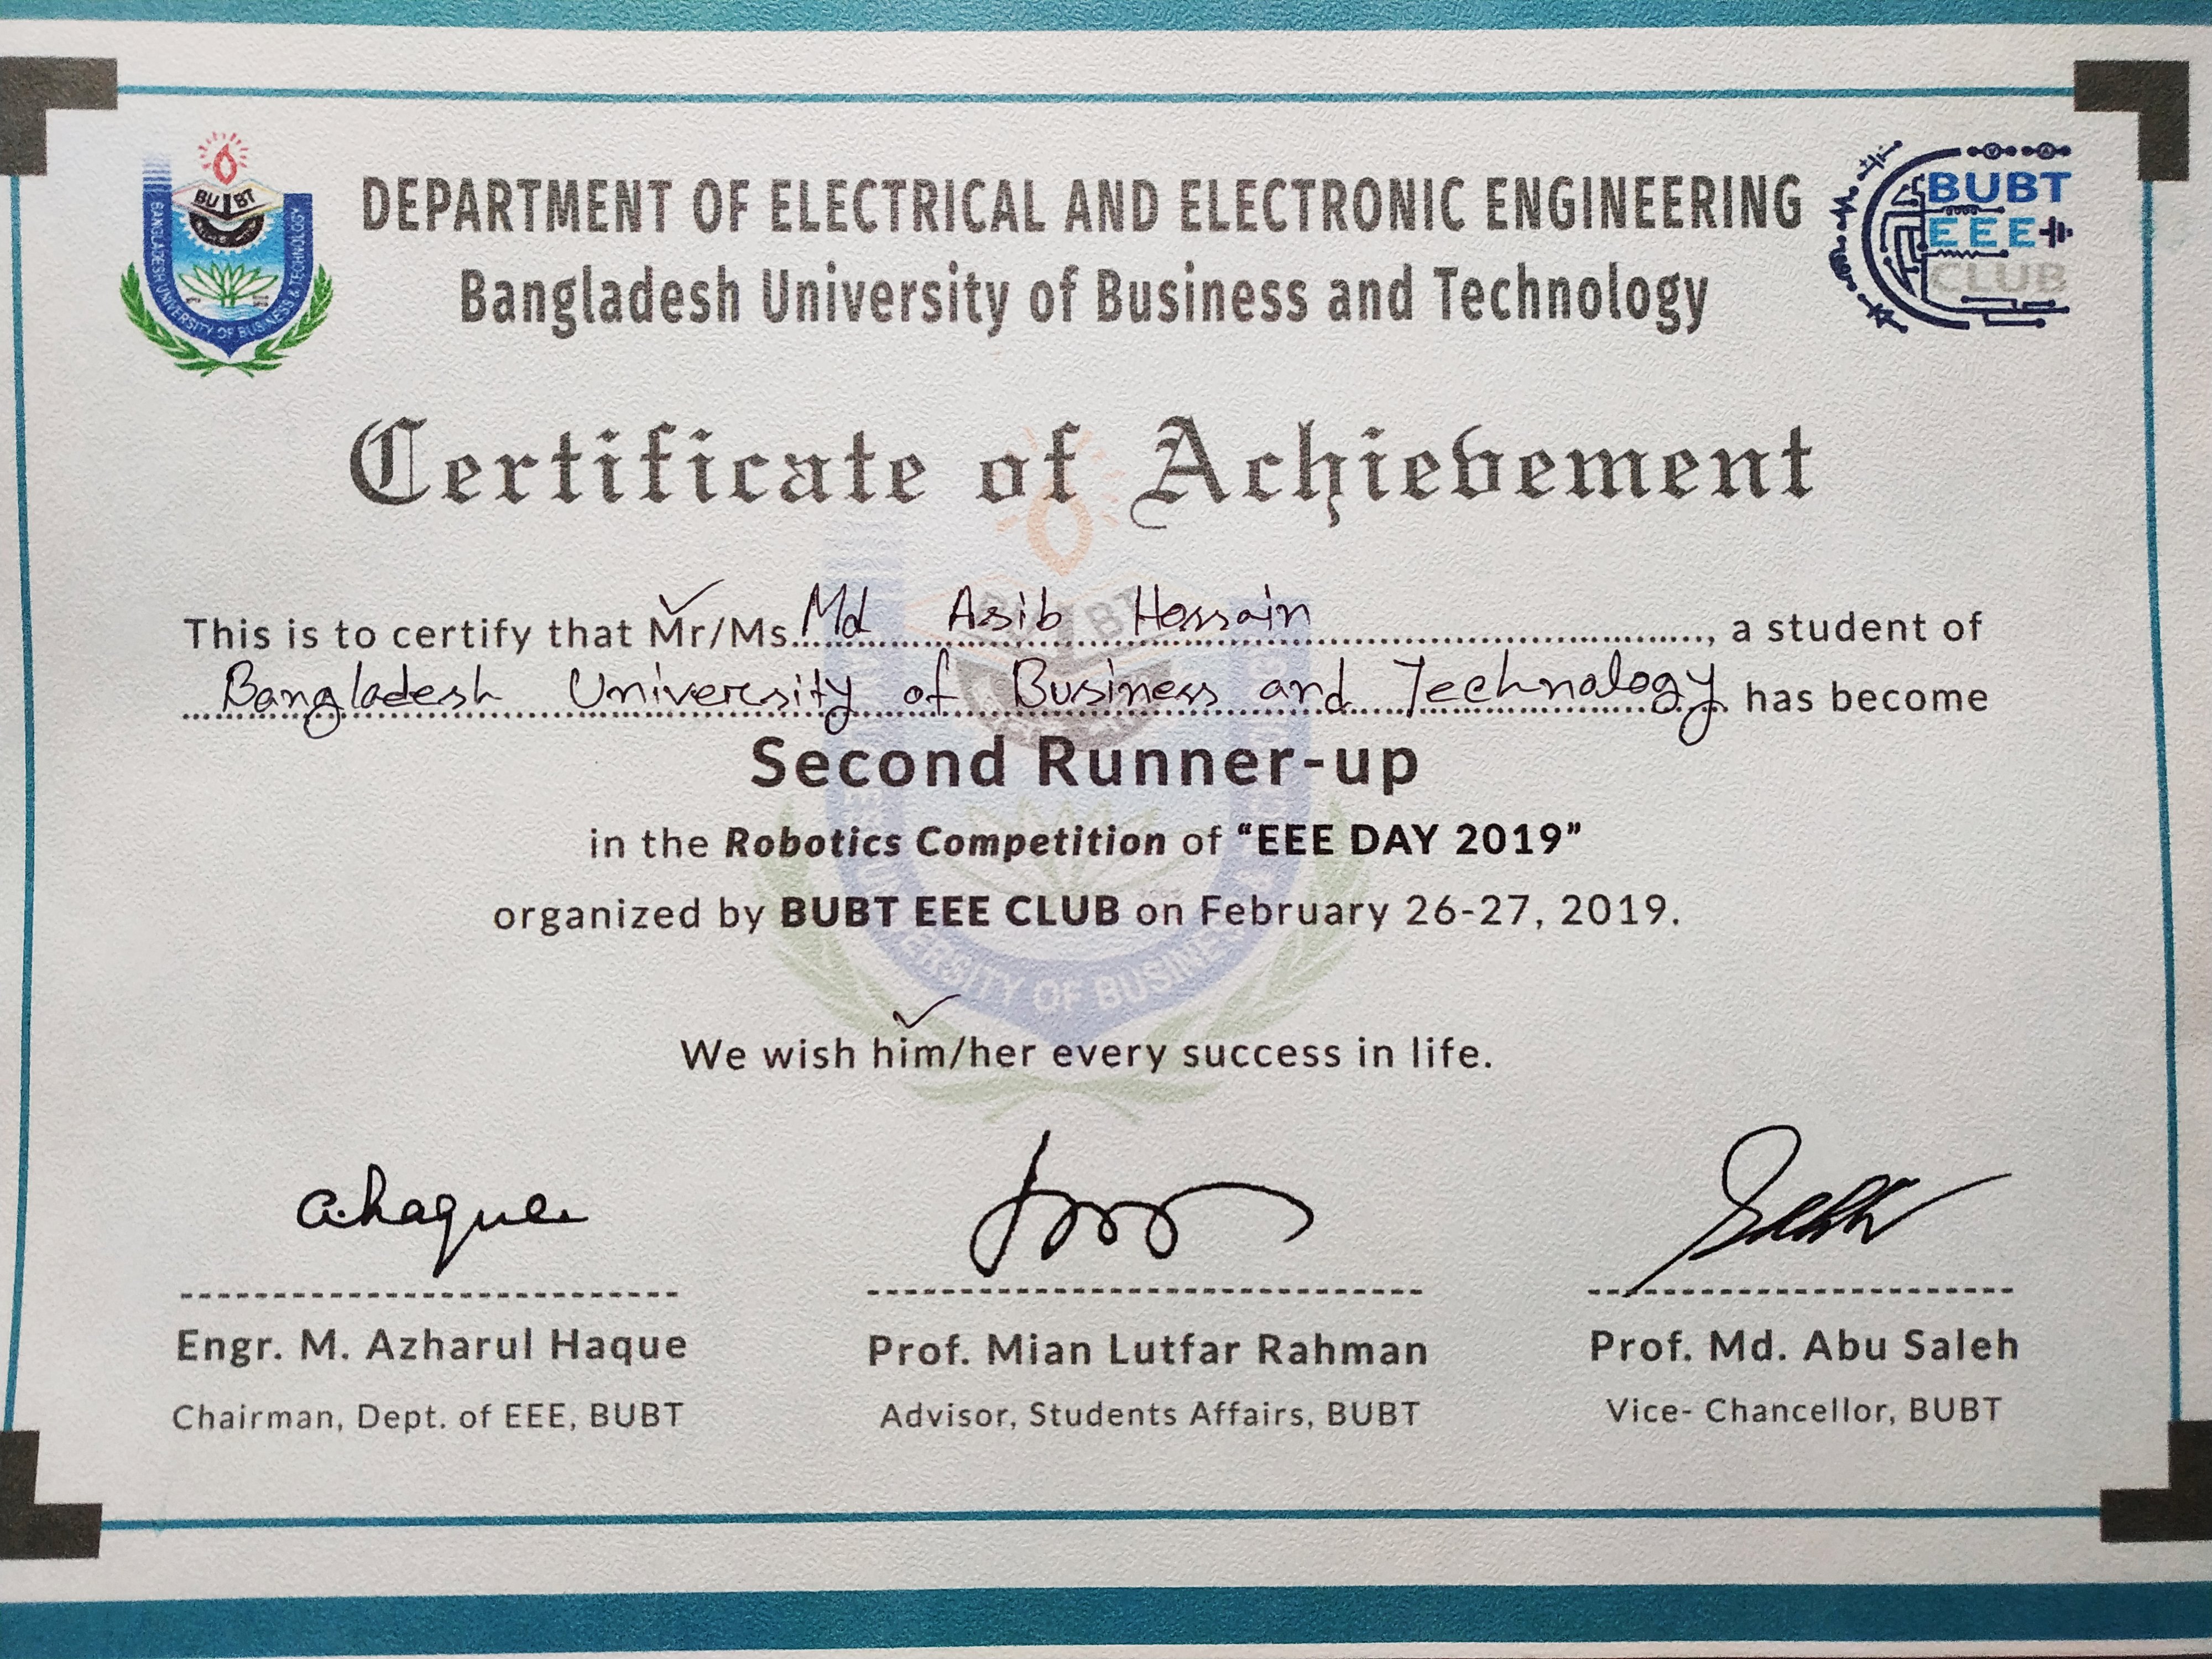 DEPARTMENT OF ELECTRICAL AND ELECTRONIC ENGINEERING
Bangladesh University of Business and Technology
BUBT
BANGLADESH UNIVERSITY OF BUSINESS & TECHNOLOGY
BUBT
EEE
CLUB
Certificate of Achievement
This is to certify that Mr/Ms. Md Asib Hossain, a student of
Bangladesh University of Business and Technology has become
Second Runner-up
in the Robotics Competition of “EEE DAY 2019”
organized by BUBT EEE CLUB on February 26-27, 2019.
We wish him/her every success in life.
a.haque
Engr. M. Azharul Haque
Prof. Mian Lutfar Rahman
Prof. Md. Abu Saleh
Chairman, Dept. of EEE, BUBT
Advisor, Students Affairs, BUBT
Vice- Chancellor, BUBT